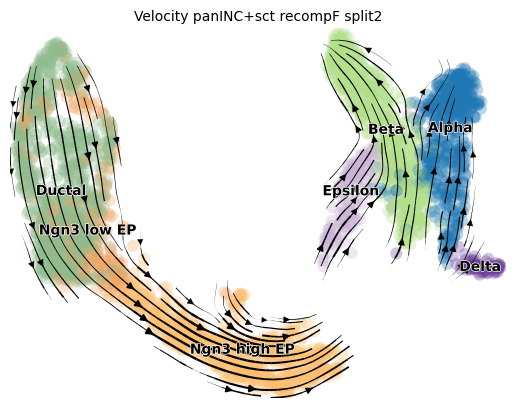 Velocity panINC+sct recompF split2
Beta
Alpha
Ductal
Epsilon
Ngn3 low EP
Delta
Ngn3 high EP